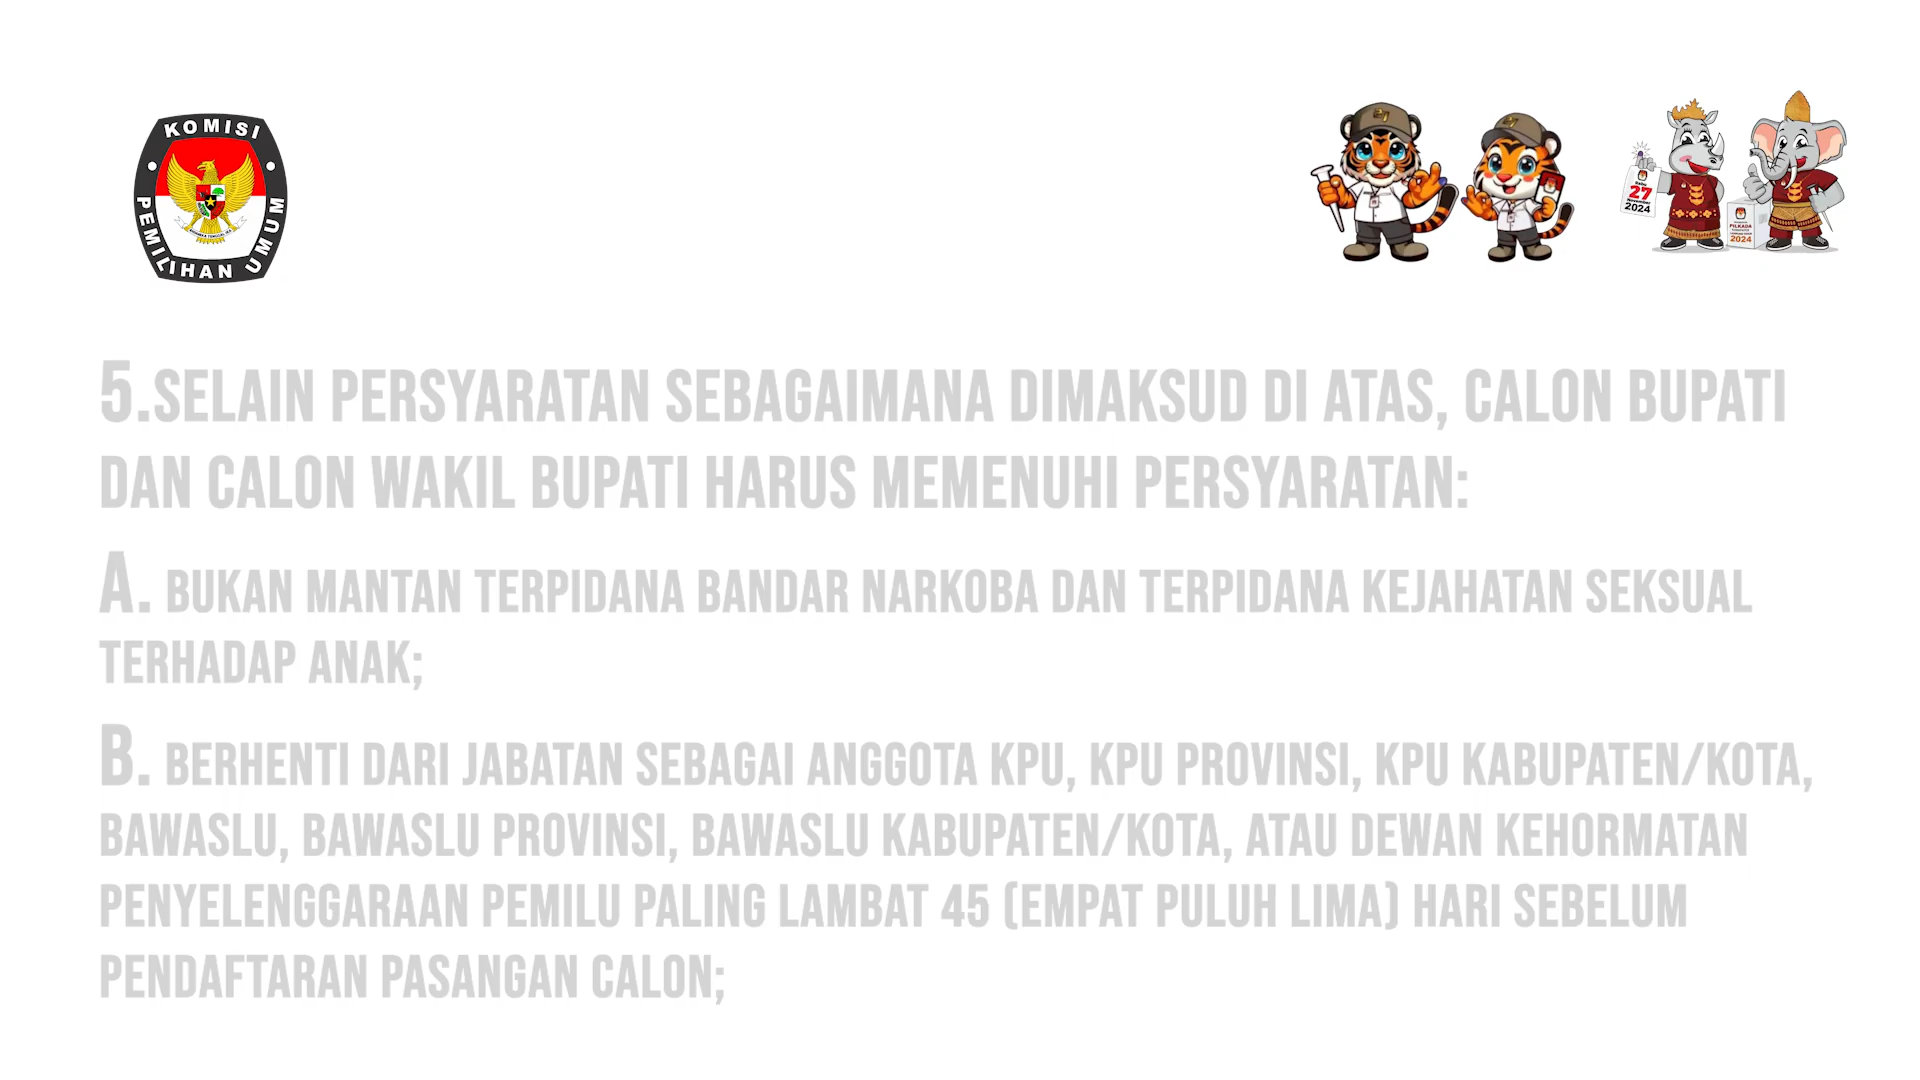 KOMISI
PEMILIHAN UMUM
27
November
2024
PILKADA
2024
5.SELAIN PERSYARATAN SEBAGAIMANA DIMAKSUD DI ATAS, CALON BUPATI
DAN CALON WAKIL BUPATI HARUS MEMENUHI PERSYARATAN:
A. BUKAN MANTAN TERPIDANA BANDAR NARKOBA DAN TERPIDANA KEJAHATAN SEKSUAL
TERHADAP ANAK;
B. BERHENTI DARI JABATAN SEBAGAI ANGGOTA KPU, KPU PROVINSI, KPU KABUPATEN/KOTA,
BAWASLU, BAWASLU PROVINSI, BAWASLU KABUPATEN/KOTA, ATAU DEWAN KEHORMATAN
PENYELENGGARAAN PEMILU PALING LAMBAT 45 (EMPAT PULUH LIMA) HARI SEBELUM
PENDAFTARAN PASANGAN CALON;